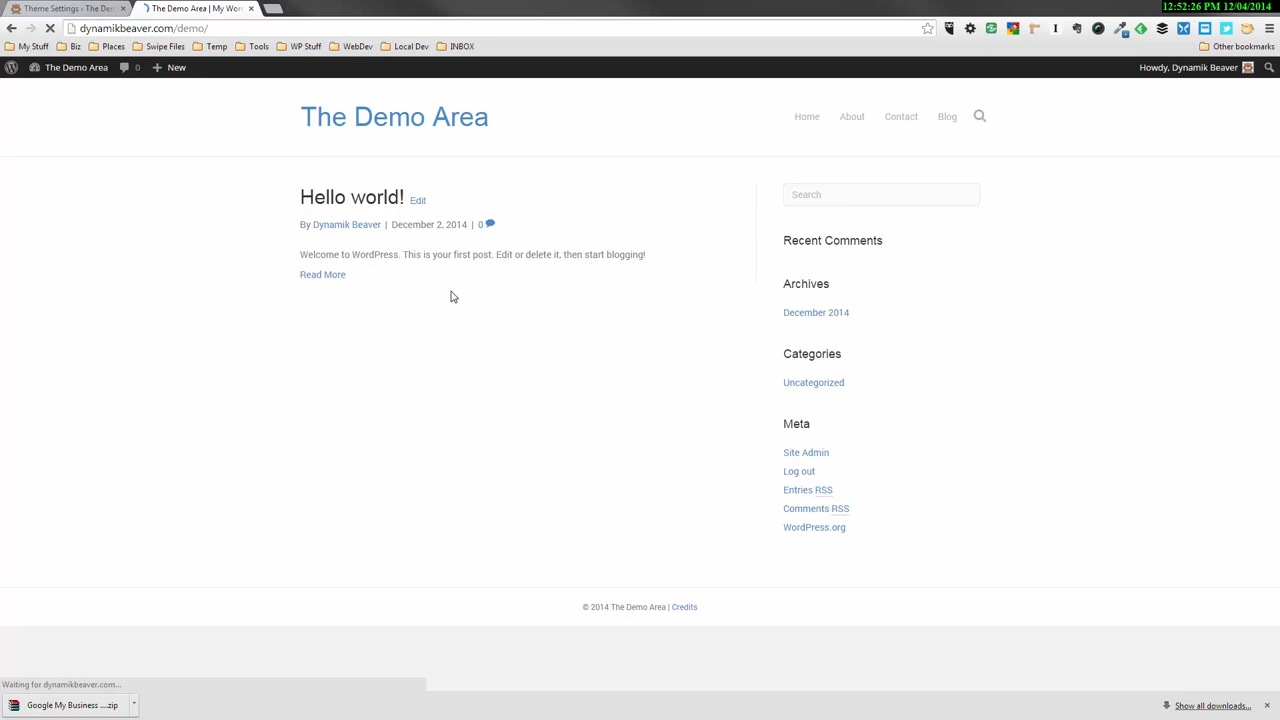 Theme Settings ‹ The De
The Demo Area | My Wor
12:52:26 PM 12/04/2014
dynamikbeaver.com/demo/
My Stuff Biz Places Swipe Files Temp Tools WP Stuff WebDev Local Dev INBOX Other bookmarks
The Demo Area 0 New Howdy, Dynamik Beaver
The Demo Area
Home About Contact Blog
Hello world! Edit
By Dynamik Beaver | December 2, 2014 | 0
Welcome to WordPress. This is your first post. Edit or delete it, then start blogging!
Read More
Search
Recent Comments
Archives
December 2014
Categories
Uncategorized
Meta
Site Admin
Log out
Entries RSS
Comments RSS
WordPress.org
© 2014 The Demo Area | Credits
Waiting for dynamikbeaver.com...
Google My Business ....zip
Show all downloads...